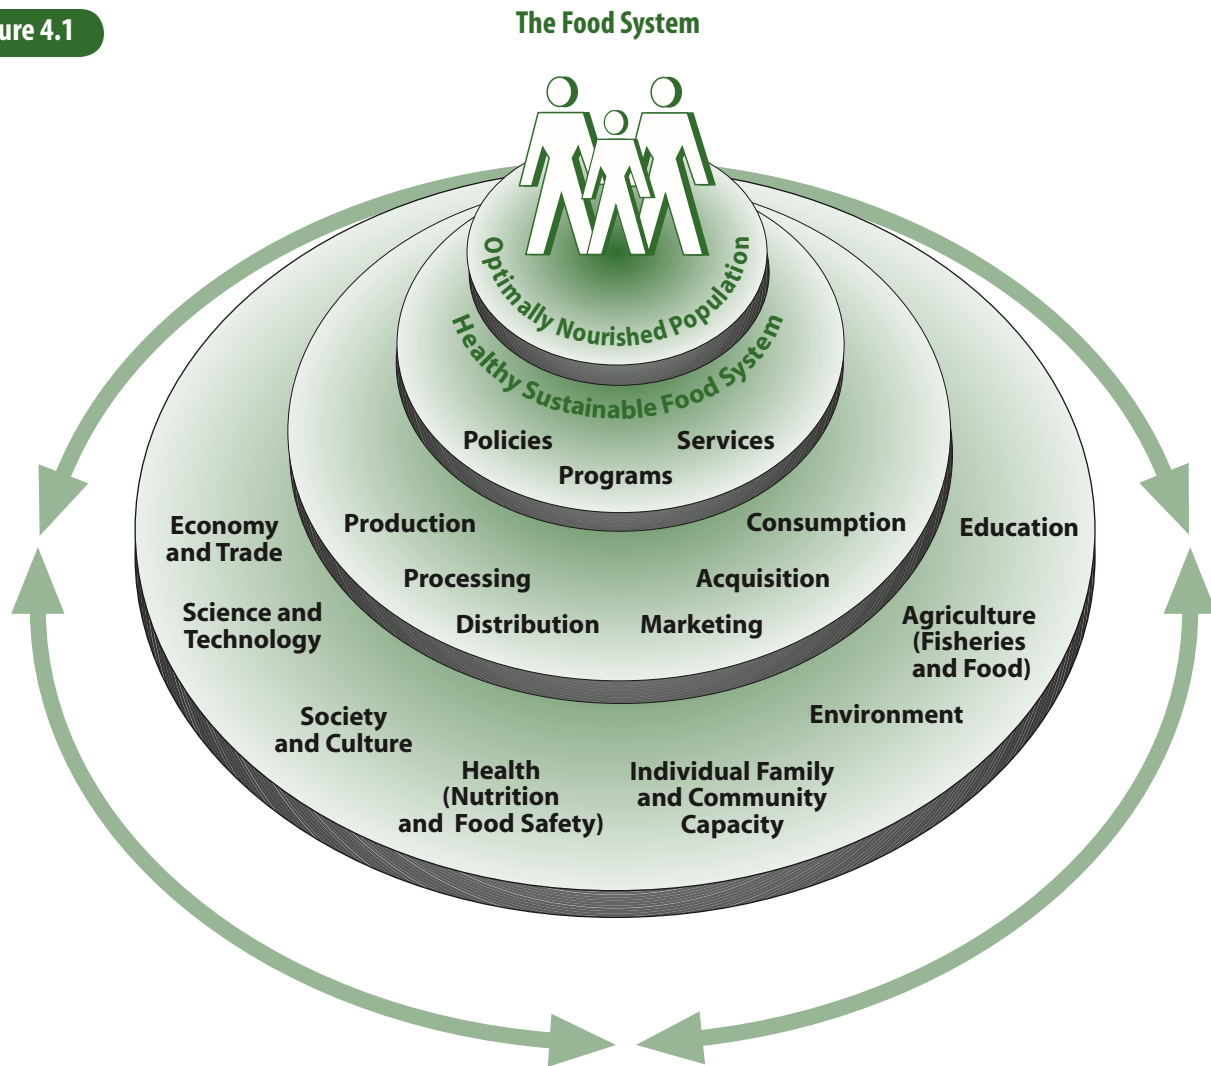 ure 4.1
The Food System
Optimally Nourished Population
Healthy Sustainable Food System
Policies
Services
Programs
Production
Consumption
Processing
Acquisition
Distribution
Marketing
Economy
and Trade
Education
Science and
Technology
Agriculture
(Fisheries
and Food)
Society
and Culture
Environment
Health
(Nutrition
and Food Safety)
Individual Family
and Community
Capacity